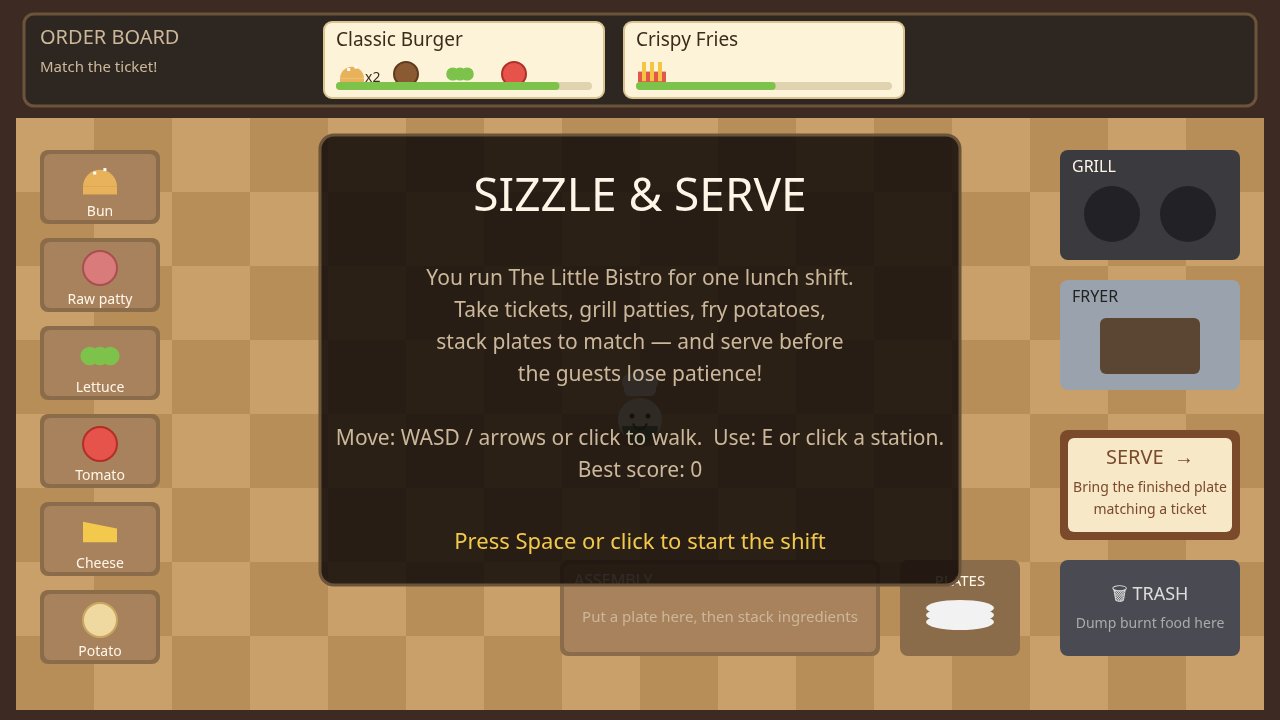 ORDER BOARD
Match the ticket!
Classic Burger
x2
Crispy Fries
Bun
Raw patty
Lettuce
Tomato
Cheese
Potato
SIZZLE & SERVE
You run The Little Bistro for one lunch shift.
Take tickets, grill patties, fry potatoes,
stack plates to match — and serve before
the guests lose patience!
Move: WASD / arrows or click to walk.  Use: E or click a station.
Best score: 0
Press Space or click to start the shift
ASSEMBLY
Put a plate here, then stack ingredients
PLATES
GRILL
FRYER
SERVE →
Bring the finished plate
matching a ticket
🗑 TRASH
Dump burnt food here